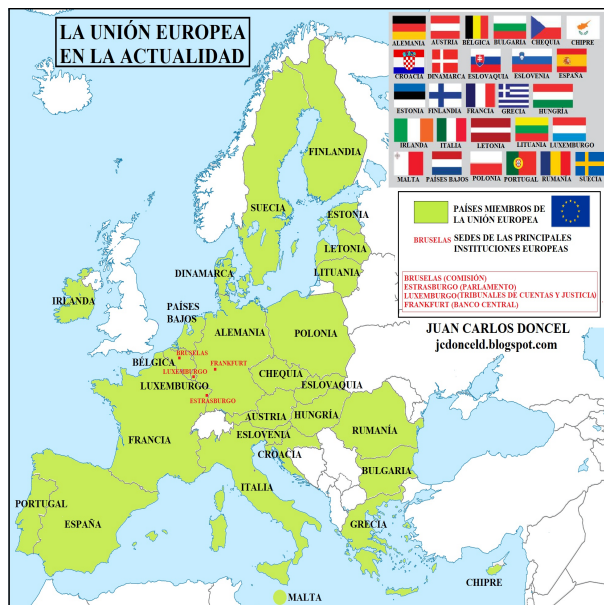 LA UNIÓN EUROPEA
EN LA ACTUALIDAD
ALEMANIA AUSTRIA BELGICA BULGARIA CHEQUIA CHIPRE
CROACIA DINAMARCA ESLOVAQUIA ESLOVENIA ESPAÑA
ESTONIA FINLANDIA FRANCIA GRECIA HUNGRIA
IRLANDA ITALIA LETONIA LITUANIA LUXEMBURGO
MALTA PAÍSES BAJOS POLONIA PORTUGAL RUMANIA SUECIA
PAÍSES MIEMBROS DE
LA UNIÓN EUROPEA
BRUSELAS SEDES DE LAS PRINCIPALES
INSTITUCIONES EUROPEAS
BRUSELAS (COMISIÓN)
ESTRASBURGO (PARLAMENTO)
LUXEMBURGO(TRIBUNALES DE CUENTAS Y JUSTICIA)
FRANKFURT (BANCO CENTRAL)
JUAN CARLOS DONCEL
jcdonceld.blogspot.com
FINLANDIA
SUECIA
ESTONIA
LETONIA
LITUANIA
DINAMARCA
IRLANDA
PAÍSES
BAJOS
ALEMANIA
POLONIA
BRUSELAS
BÉLGICA
FRANKFURT
LUXEMBURGO
LUXEMBURGO
CHEQUIA
ESLOVAQUIA
ESTRASBURGO
AUSTRIA
HUNGRÍA
RUMANÍA
FRANCIA
ESLOVENIA
CROACÍA
BULGARIA
ITALIA
PORTUGAL
ESPAÑA
GRECIA
CHIPRE
MALTA